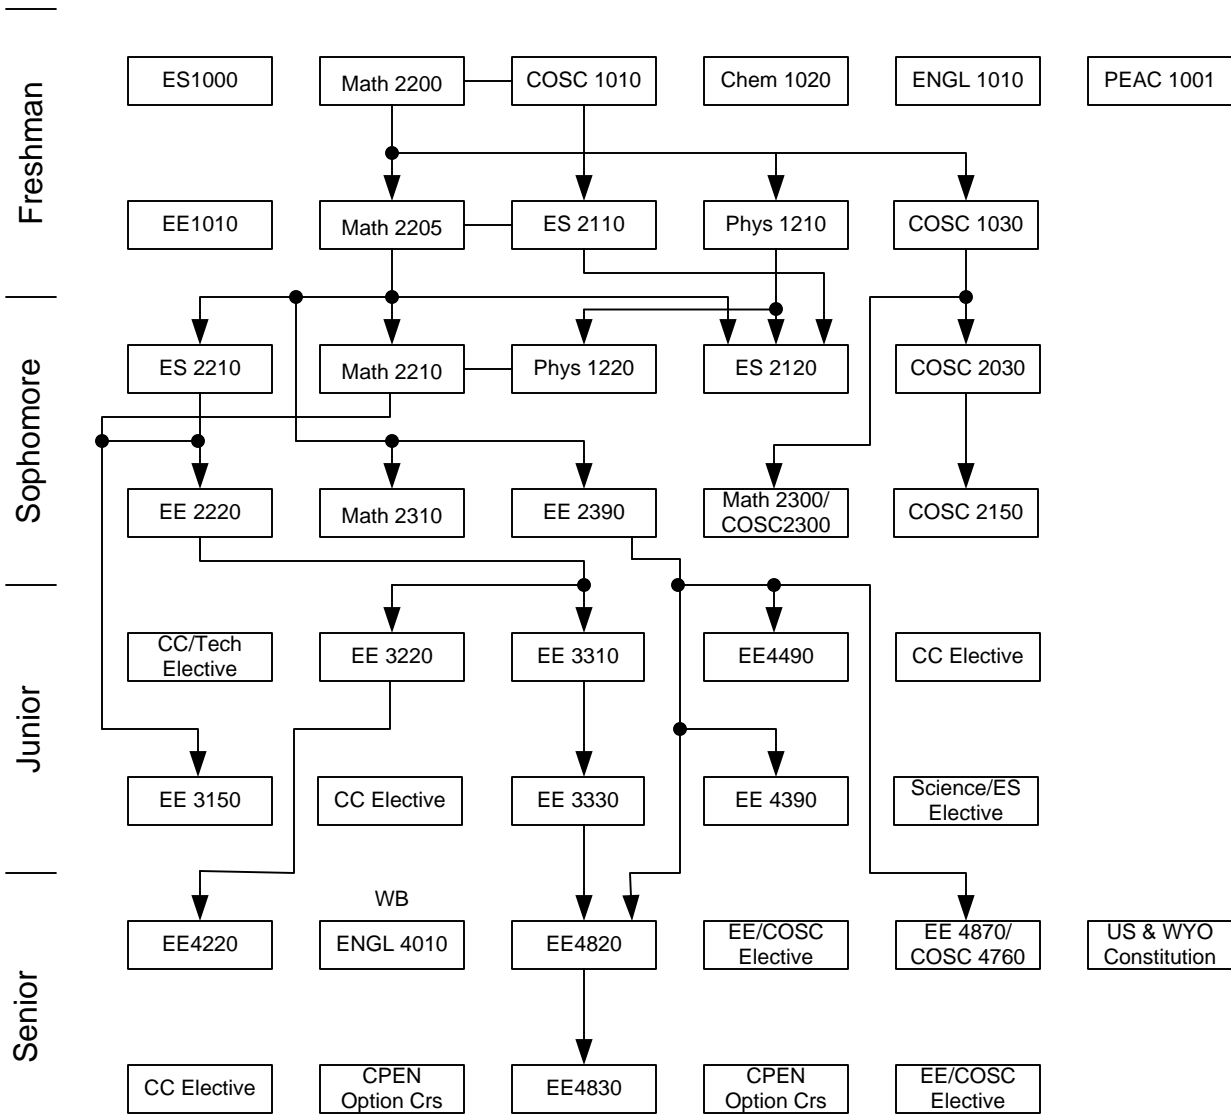 Freshman
ES1000
Math 2200
COSC 1010
Chem 1020
ENGL 1010
PEAC 1001
EE1010
Math 2205
ES 2110
Phys 1210
COSC 1030
Sophomore
ES 2210
Math 2210
Phys 1220
ES 2120
COSC 2030
EE 2220
Math 2310
EE 2390
Math 2300/
COSC2300
COSC 2150
Junior
CC/Tech
Elective
EE 3220
EE 3310
EE4490
CC Elective
EE 3150
CC Elective
EE 3330
EE 4390
Science/ES
Elective
Senior
EE4220
WB
ENGL 4010
EE4820
EE/COSC
Elective
EE 4870/
COSC 4760
US & WYO
Constitution
CC Elective
CPEN
Option Crs
EE4830
CPEN
Option Crs
EE/COSC
Elective